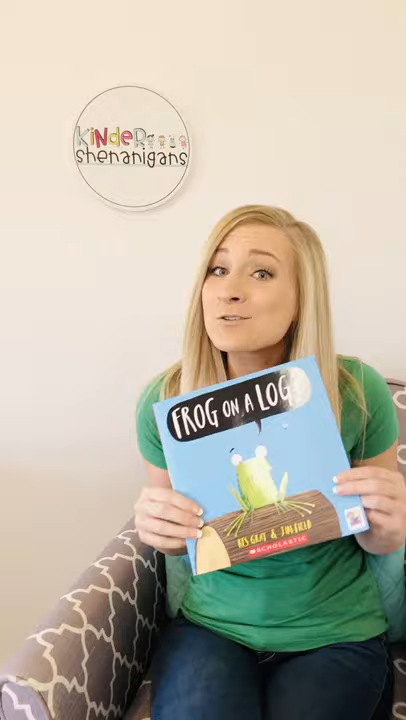 KiNDeR
shenanigans
FROG ON A LOG?
KES GRAY & JIM FIELD
SCHOLASTIC